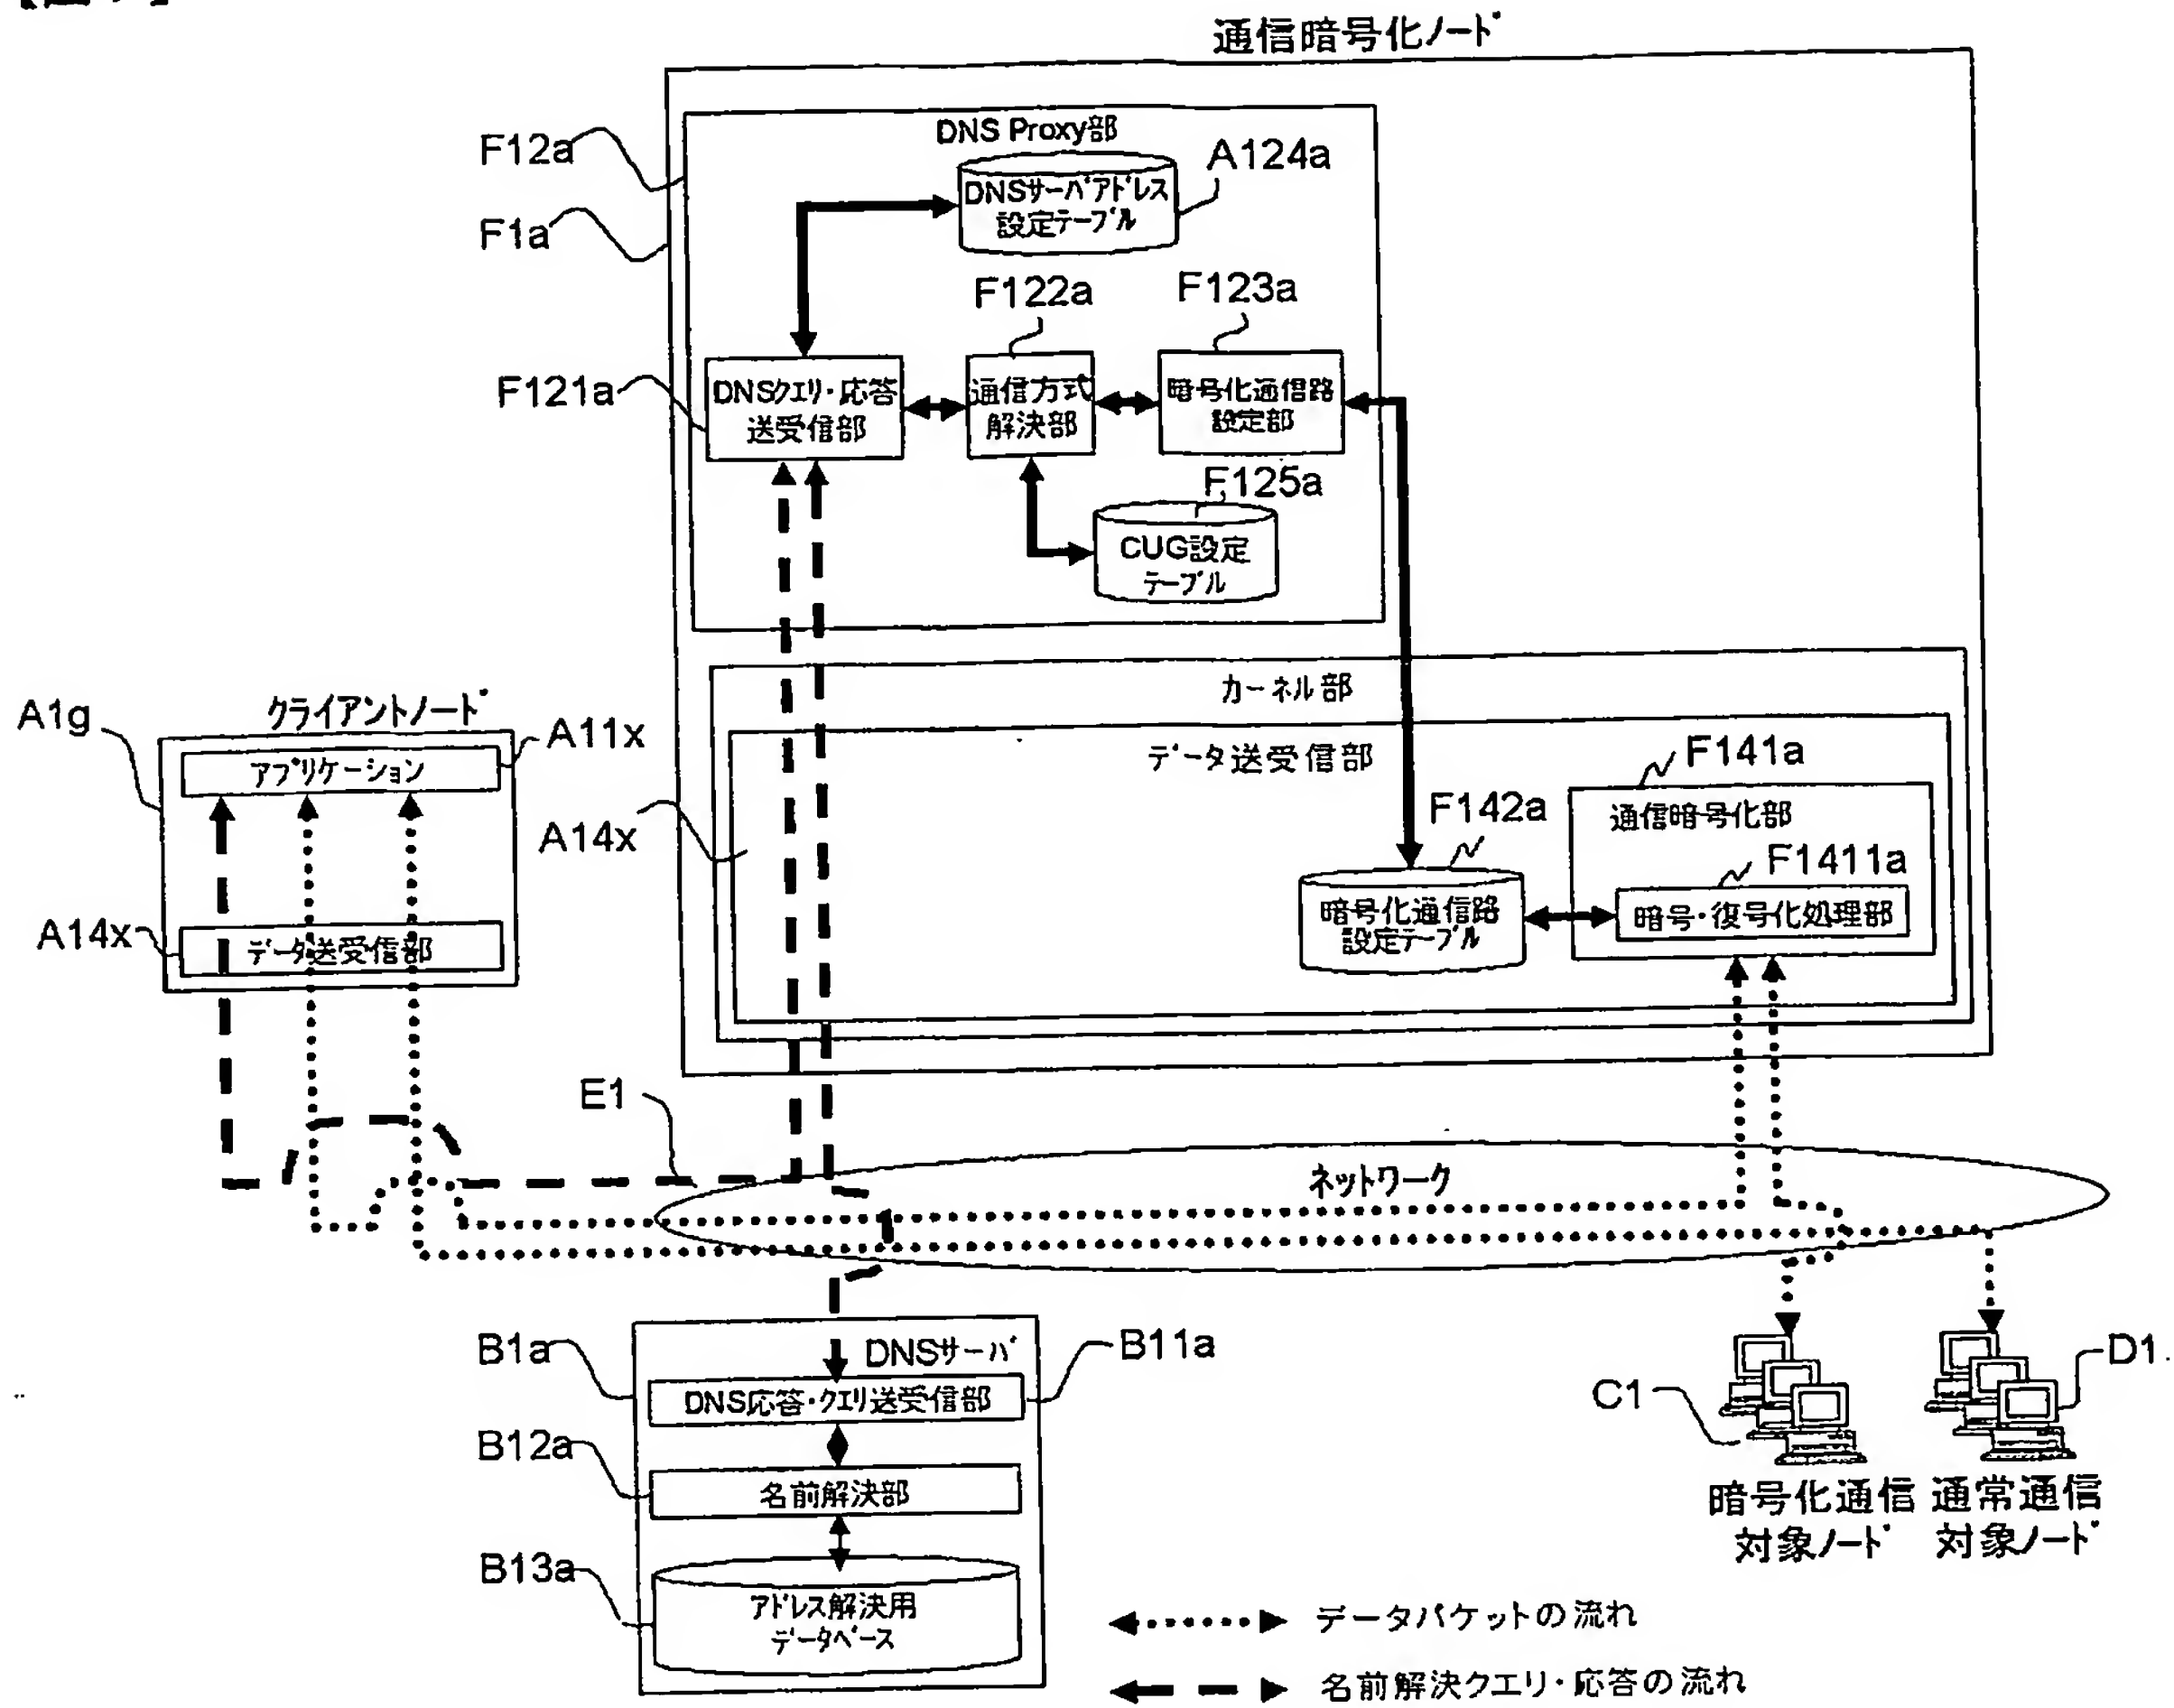 通信暗号化ノード
DNS Proxy部
F12a
A124a
DNSサーバアドレス
設定テーブル
F1a
F122a
F123a
F121a
DNSクエリ・応答
送受信部
通信方式
解決部
暗号化通信路
設定部
F125a
CUG設定
テーブル
カーネル部
クライアントノード
A1g
A11x
アプリケーション
データ送受信部
F141a
通信暗号化部
A14x
F142a
F1411a
暗号化通信路
設定テーブル
暗号・復号化処理部
A14x
データ送受信部
E1
ネットワーク
B1a
DNSサーバ
B11a
D1
DNS応答・クエリ送受信部
C1
B12a
名前解決部
暗号化通信
対象ノード
通常通信
対象ノード
B13a
アドレス解決用
データベース
データパケットの流れ
名前解決クエリ・応答の流れ